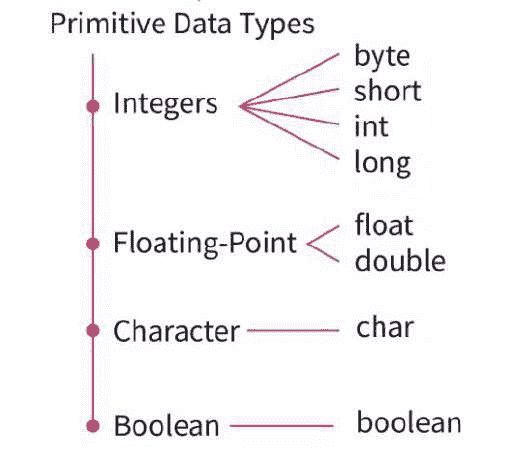 Primitive Data Types
Integers
byte
short
int
long
Floating-Point
float
double
Character
char
Boolean
boolean